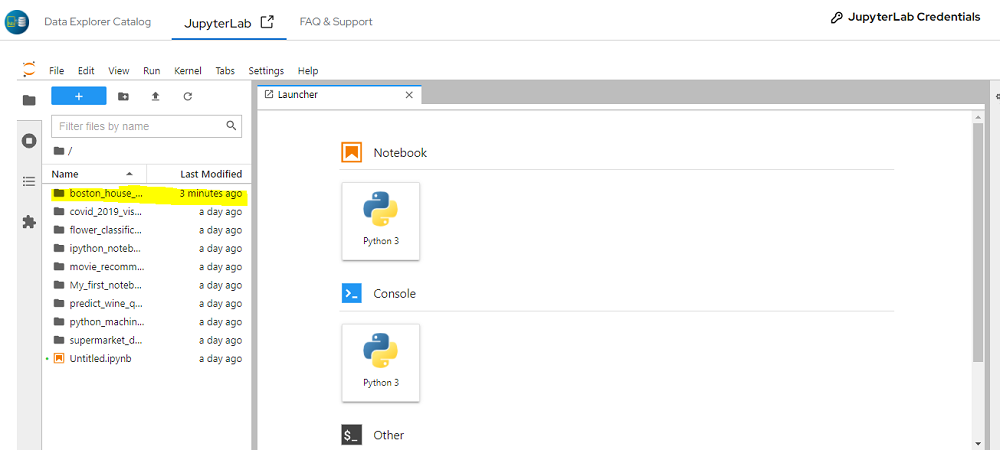 Data Explorer Catalog JupyterLab FAQ & Support JupyterLab Credentials
File Edit View Run Kernel Tabs Settings Help
+
Launcher
Filter files by name
/
Name Last Modified
boston_house_... 3 minutes ago
covid_2019_vis... a day ago
flower_classific... a day ago
ipython_noteb... a day ago
movie_recomm... a day ago
My_first_noteb... a day ago
predict_wine_q... a day ago
python_machin... a day ago
supermarket_d... a day ago
Untitled.ipynb a day ago
Notebook
Python 3
Console
Python 3
$_ Other